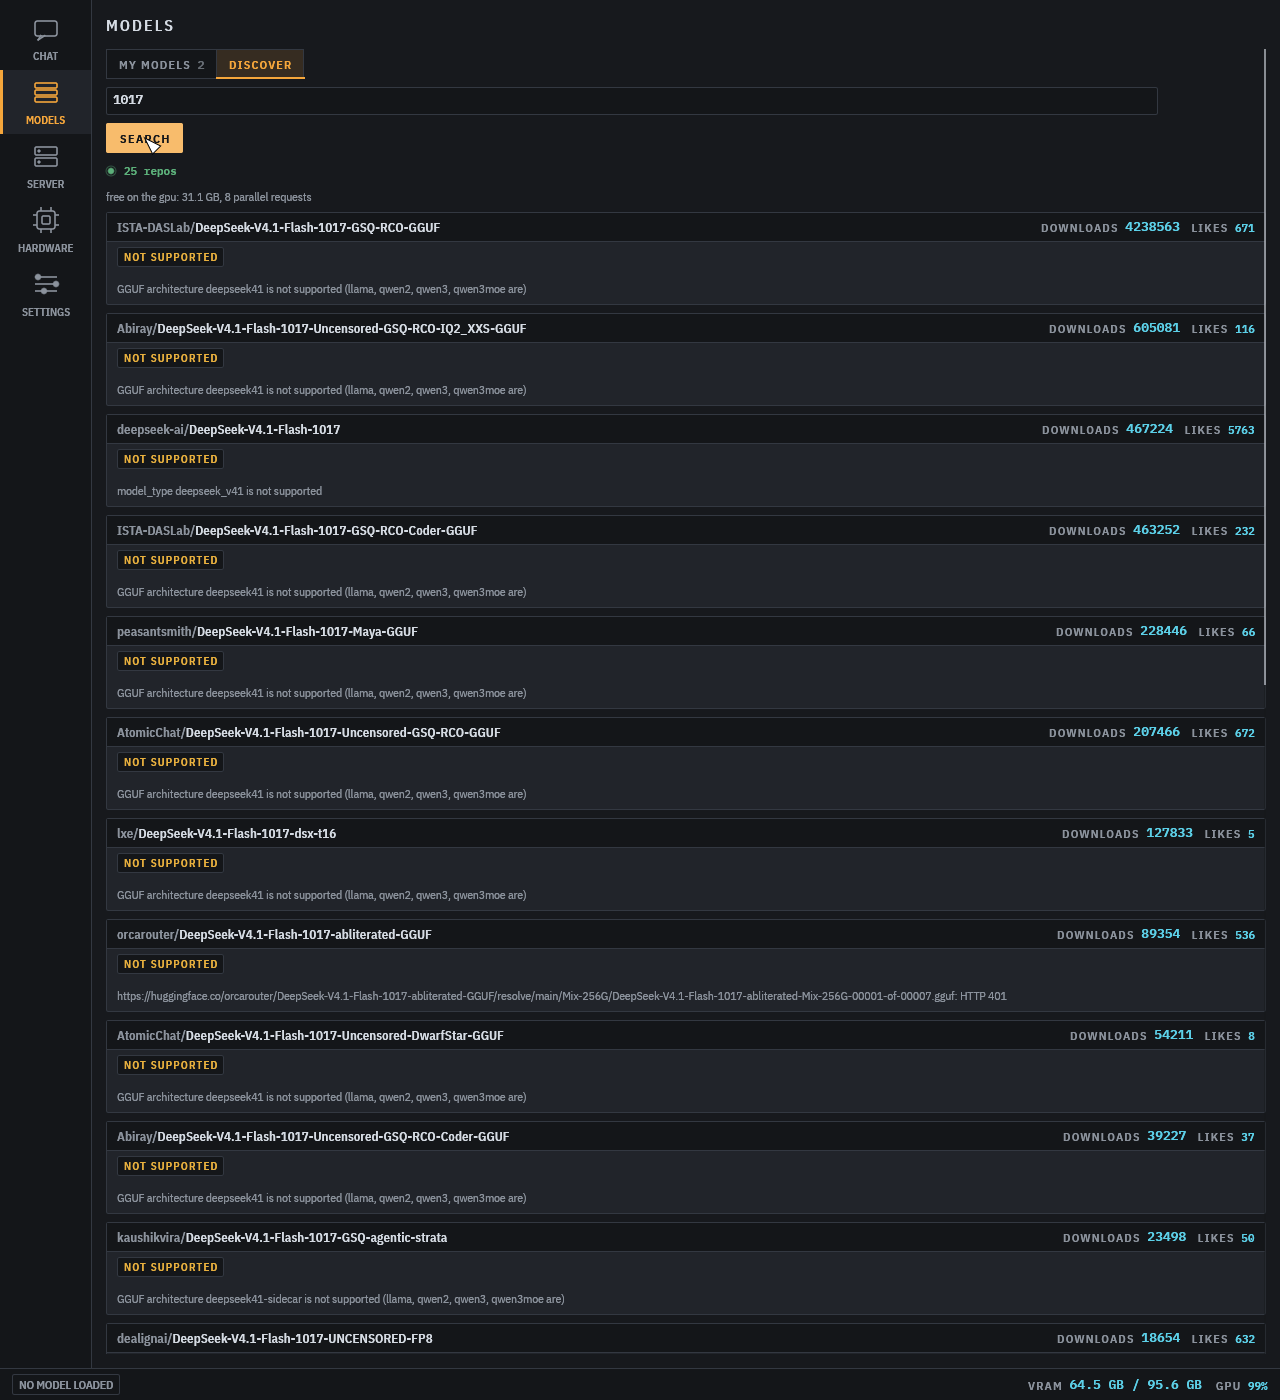 MODELS
CHAT
MODELS
SERVER
HARDWARE
SETTINGS
MY MODELS 2
DISCOVER
1017
SEARCH
25 repos
free on the gpu: 31.1 GB, 8 parallel requests
ISTA-DASLab/DeepSeek-V4.1-Flash-1017-GSQ-RCO-GGUF DOWNLOADS 4238563 LIKES 671
NOT SUPPORTED
GGUF architecture deepseek41 is not supported (llama, qwen2, qwen3, qwen3moe are)
Abiray/DeepSeek-V4.1-Flash-1017-Uncensored-GSQ-RCO-IQ2_XXS-GGUF DOWNLOADS 605081 LIKES 116
NOT SUPPORTED
GGUF architecture deepseek41 is not supported (llama, qwen2, qwen3, qwen3moe are)
deepseek-ai/DeepSeek-V4.1-Flash-1017 DOWNLOADS 467224 LIKES 5763
NOT SUPPORTED
model_type deepseek_v41 is not supported
ISTA-DASLab/DeepSeek-V4.1-Flash-1017-GSQ-RCO-Coder-GGUF DOWNLOADS 463252 LIKES 232
NOT SUPPORTED
GGUF architecture deepseek41 is not supported (llama, qwen2, qwen3, qwen3moe are)
peasantsmith/DeepSeek-V4.1-Flash-1017-Maya-GGUF DOWNLOADS 228446 LIKES 66
NOT SUPPORTED
GGUF architecture deepseek41 is not supported (llama, qwen2, qwen3, qwen3moe are)
AtomicChat/DeepSeek-V4.1-Flash-1017-Uncensored-GSQ-RCO-GGUF DOWNLOADS 207466 LIKES 672
NOT SUPPORTED
GGUF architecture deepseek41 is not supported (llama, qwen2, qwen3, qwen3moe are)
lxe/DeepSeek-V4.1-Flash-1017-dsx-t16 DOWNLOADS 127833 LIKES 5
NOT SUPPORTED
GGUF architecture deepseek41 is not supported (llama, qwen2, qwen3, qwen3moe are)
orcarouter/DeepSeek-V4.1-Flash-1017-abliterated-GGUF DOWNLOADS 89354 LIKES 536
NOT SUPPORTED
https://huggingface.co/orcarouter/DeepSeek-V4.1-Flash-1017-abliterated-GGUF/resolve/main/Mix-256G/DeepSeek-V4.1-Flash-1017-abliterated-Mix-256G-00001-of-00007.gguf: HTTP 401
AtomicChat/DeepSeek-V4.1-Flash-1017-Uncensored-DwarfStar-GGUF DOWNLOADS 54211 LIKES 8
NOT SUPPORTED
GGUF architecture deepseek41 is not supported (llama, qwen2, qwen3, qwen3moe are)
Abiray/DeepSeek-V4.1-Flash-1017-Uncensored-GSQ-RCO-Coder-GGUF DOWNLOADS 39227 LIKES 37
NOT SUPPORTED
GGUF architecture deepseek41 is not supported (llama, qwen2, qwen3, qwen3moe are)
kaushikvira/DeepSeek-V4.1-Flash-1017-GSQ-agentic-strata DOWNLOADS 23498 LIKES 50
NOT SUPPORTED
GGUF architecture deepseek41-sidecar is not supported (llama, qwen2, qwen3, qwen3moe are)
dealignai/DeepSeek-V4.1-Flash-1017-UNCENSORED-FP8 DOWNLOADS 18654 LIKES 632
NO MODEL LOADED
VRAM 64.5 GB / 95.6 GB GPU 99%